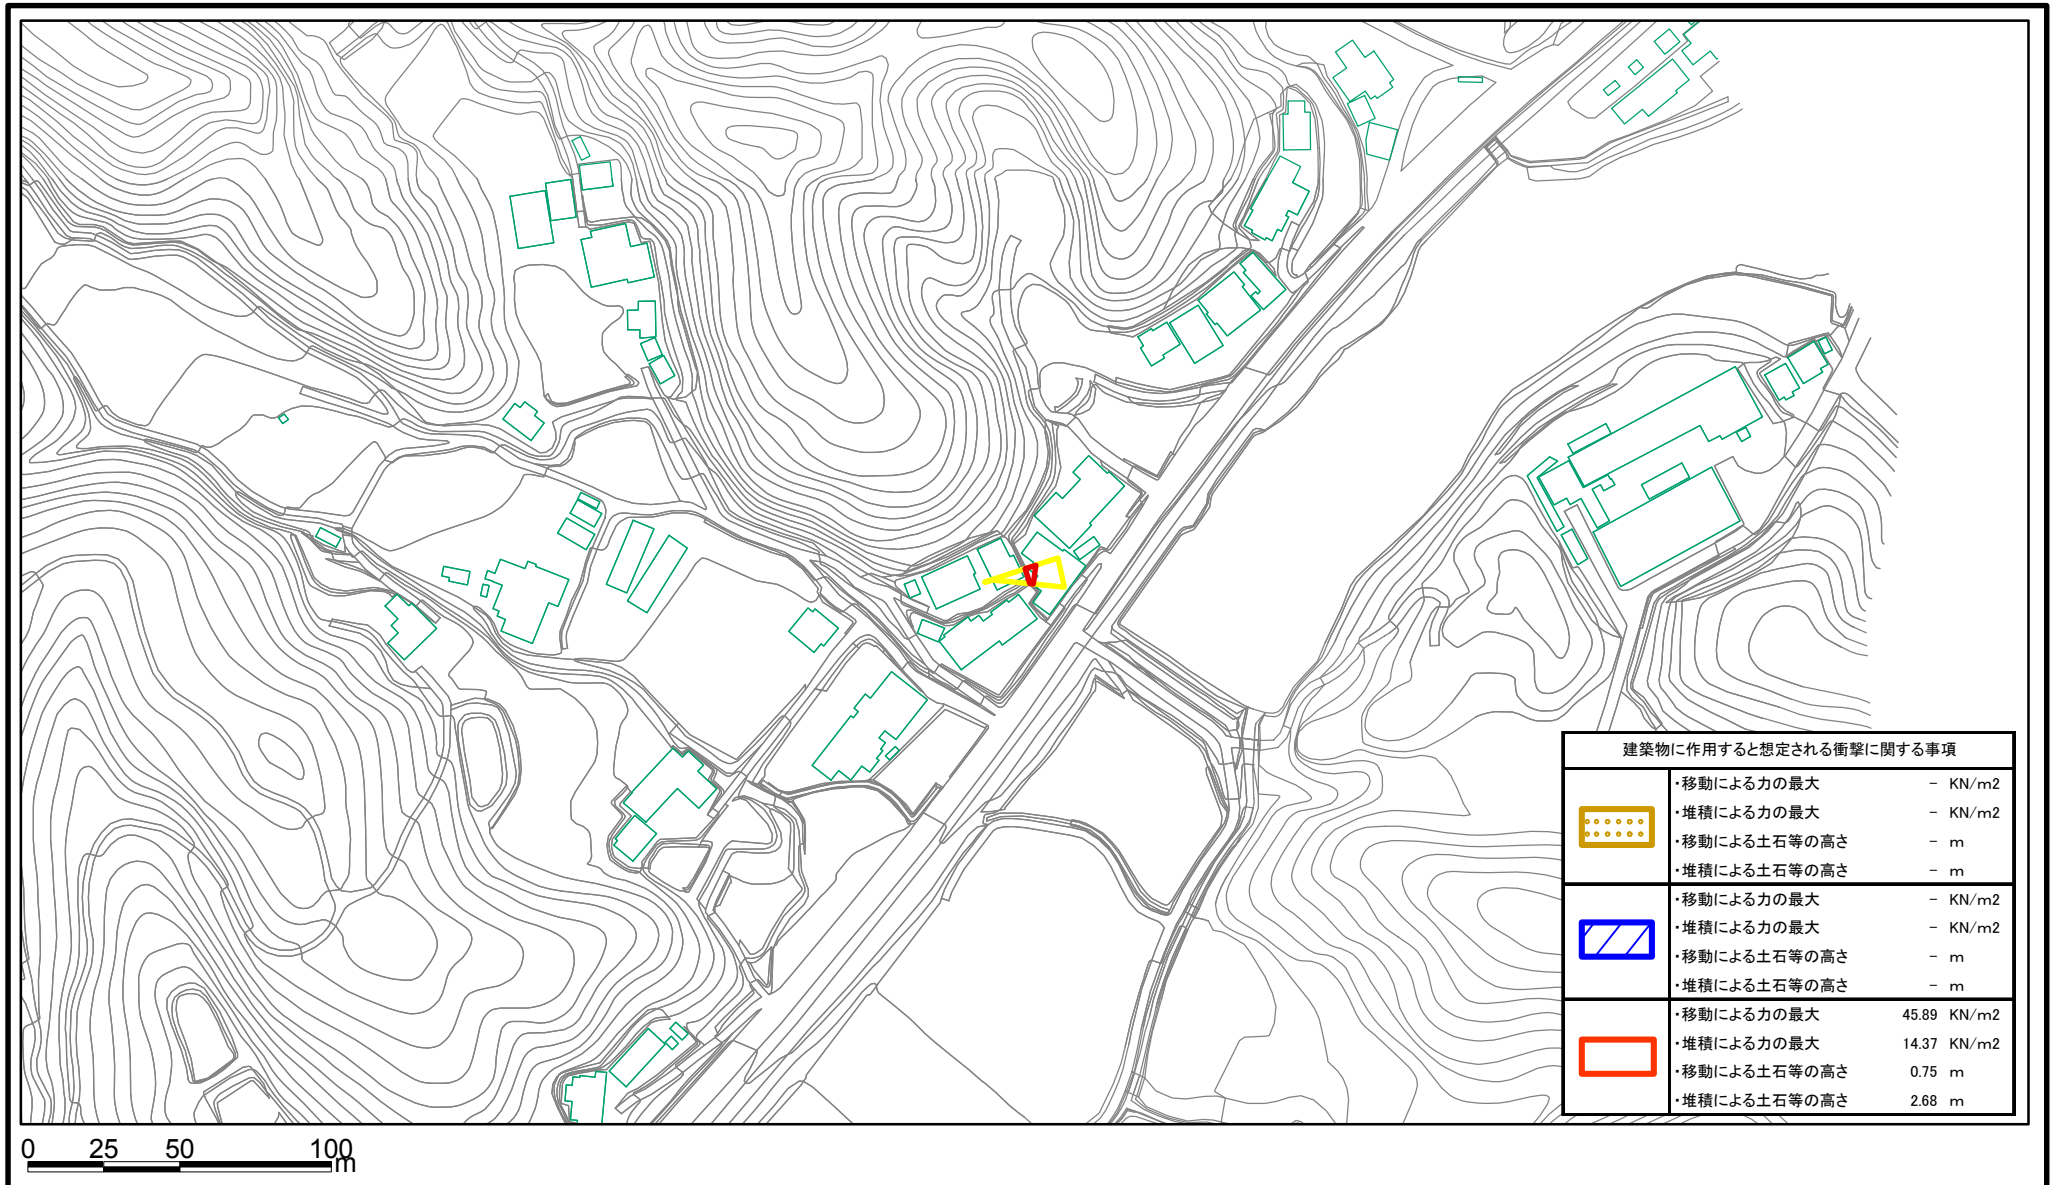 建築物に作用すると想定される衝撃に関する事項
・移動による力の最大 － KN/m2
・堆積による力の最大 － KN/m2
・移動による土石等の高さ － m
・堆積による土石等の高さ － m
・移動による力の最大 － KN/m2
・堆積による力の最大 － KN/m2
・移動による土石等の高さ － m
・堆積による土石等の高さ － m
・移動による力の最大 45.89 KN/m2
・堆積による力の最大 14.37 KN/m2
・移動による土石等の高さ 0.75 m
・堆積による土石等の高さ 2.68 m
0 25 50 100m